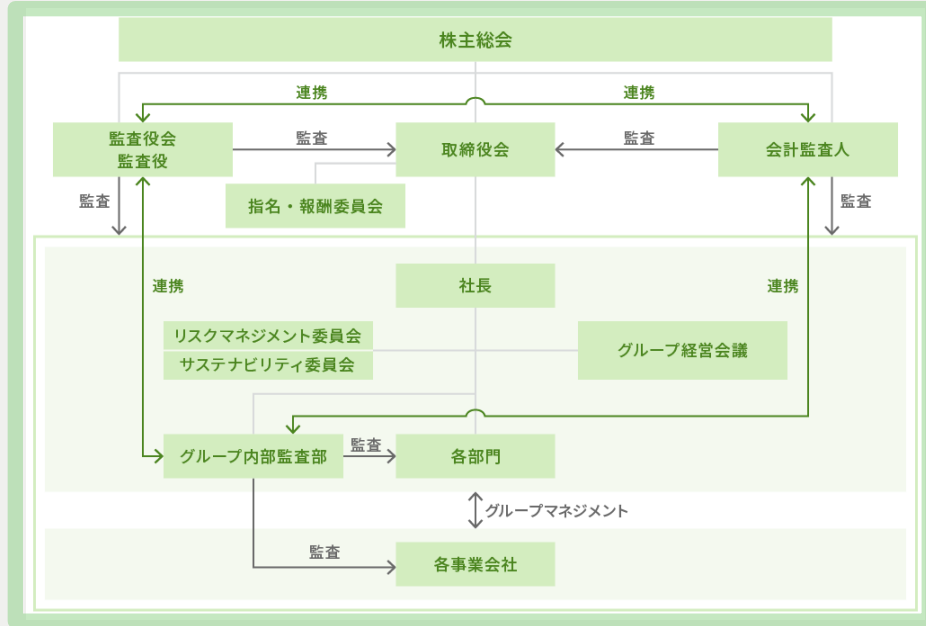 株主総会
連携
連携
監査役会
監査役
監査
取締役会
監査
会計監査人
監査
指名・報酬委員会
監査
社長
連携
連携
リスクマネジメント委員会
サステナビリティ委員会
グループ経営会議
グループ内部監査部
監査
各部門
グループマネジメント
監査
各事業会社